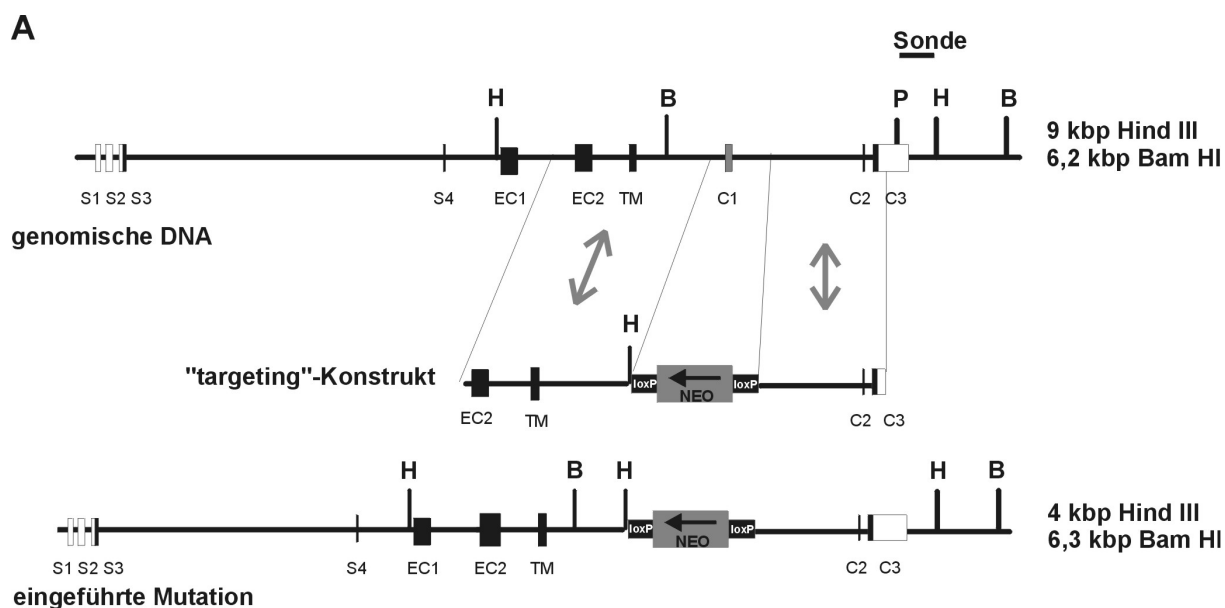 A
Sonde
H B P H B
9 kbp Hind III
6,2 kbp Bam HI
S1 S2 S3 S4 EC1 EC2 TM C1 C2 C3
genomische DNA
H
"targeting"-Konstrukt
loxP NEO loxP
EC2 TM C2 C3
H B H H B
4 kbp Hind III
6,3 kbp Bam HI
loxP NEO loxP
S1 S2 S3 S4 EC1 EC2 TM C2 C3
eingeführte Mutation